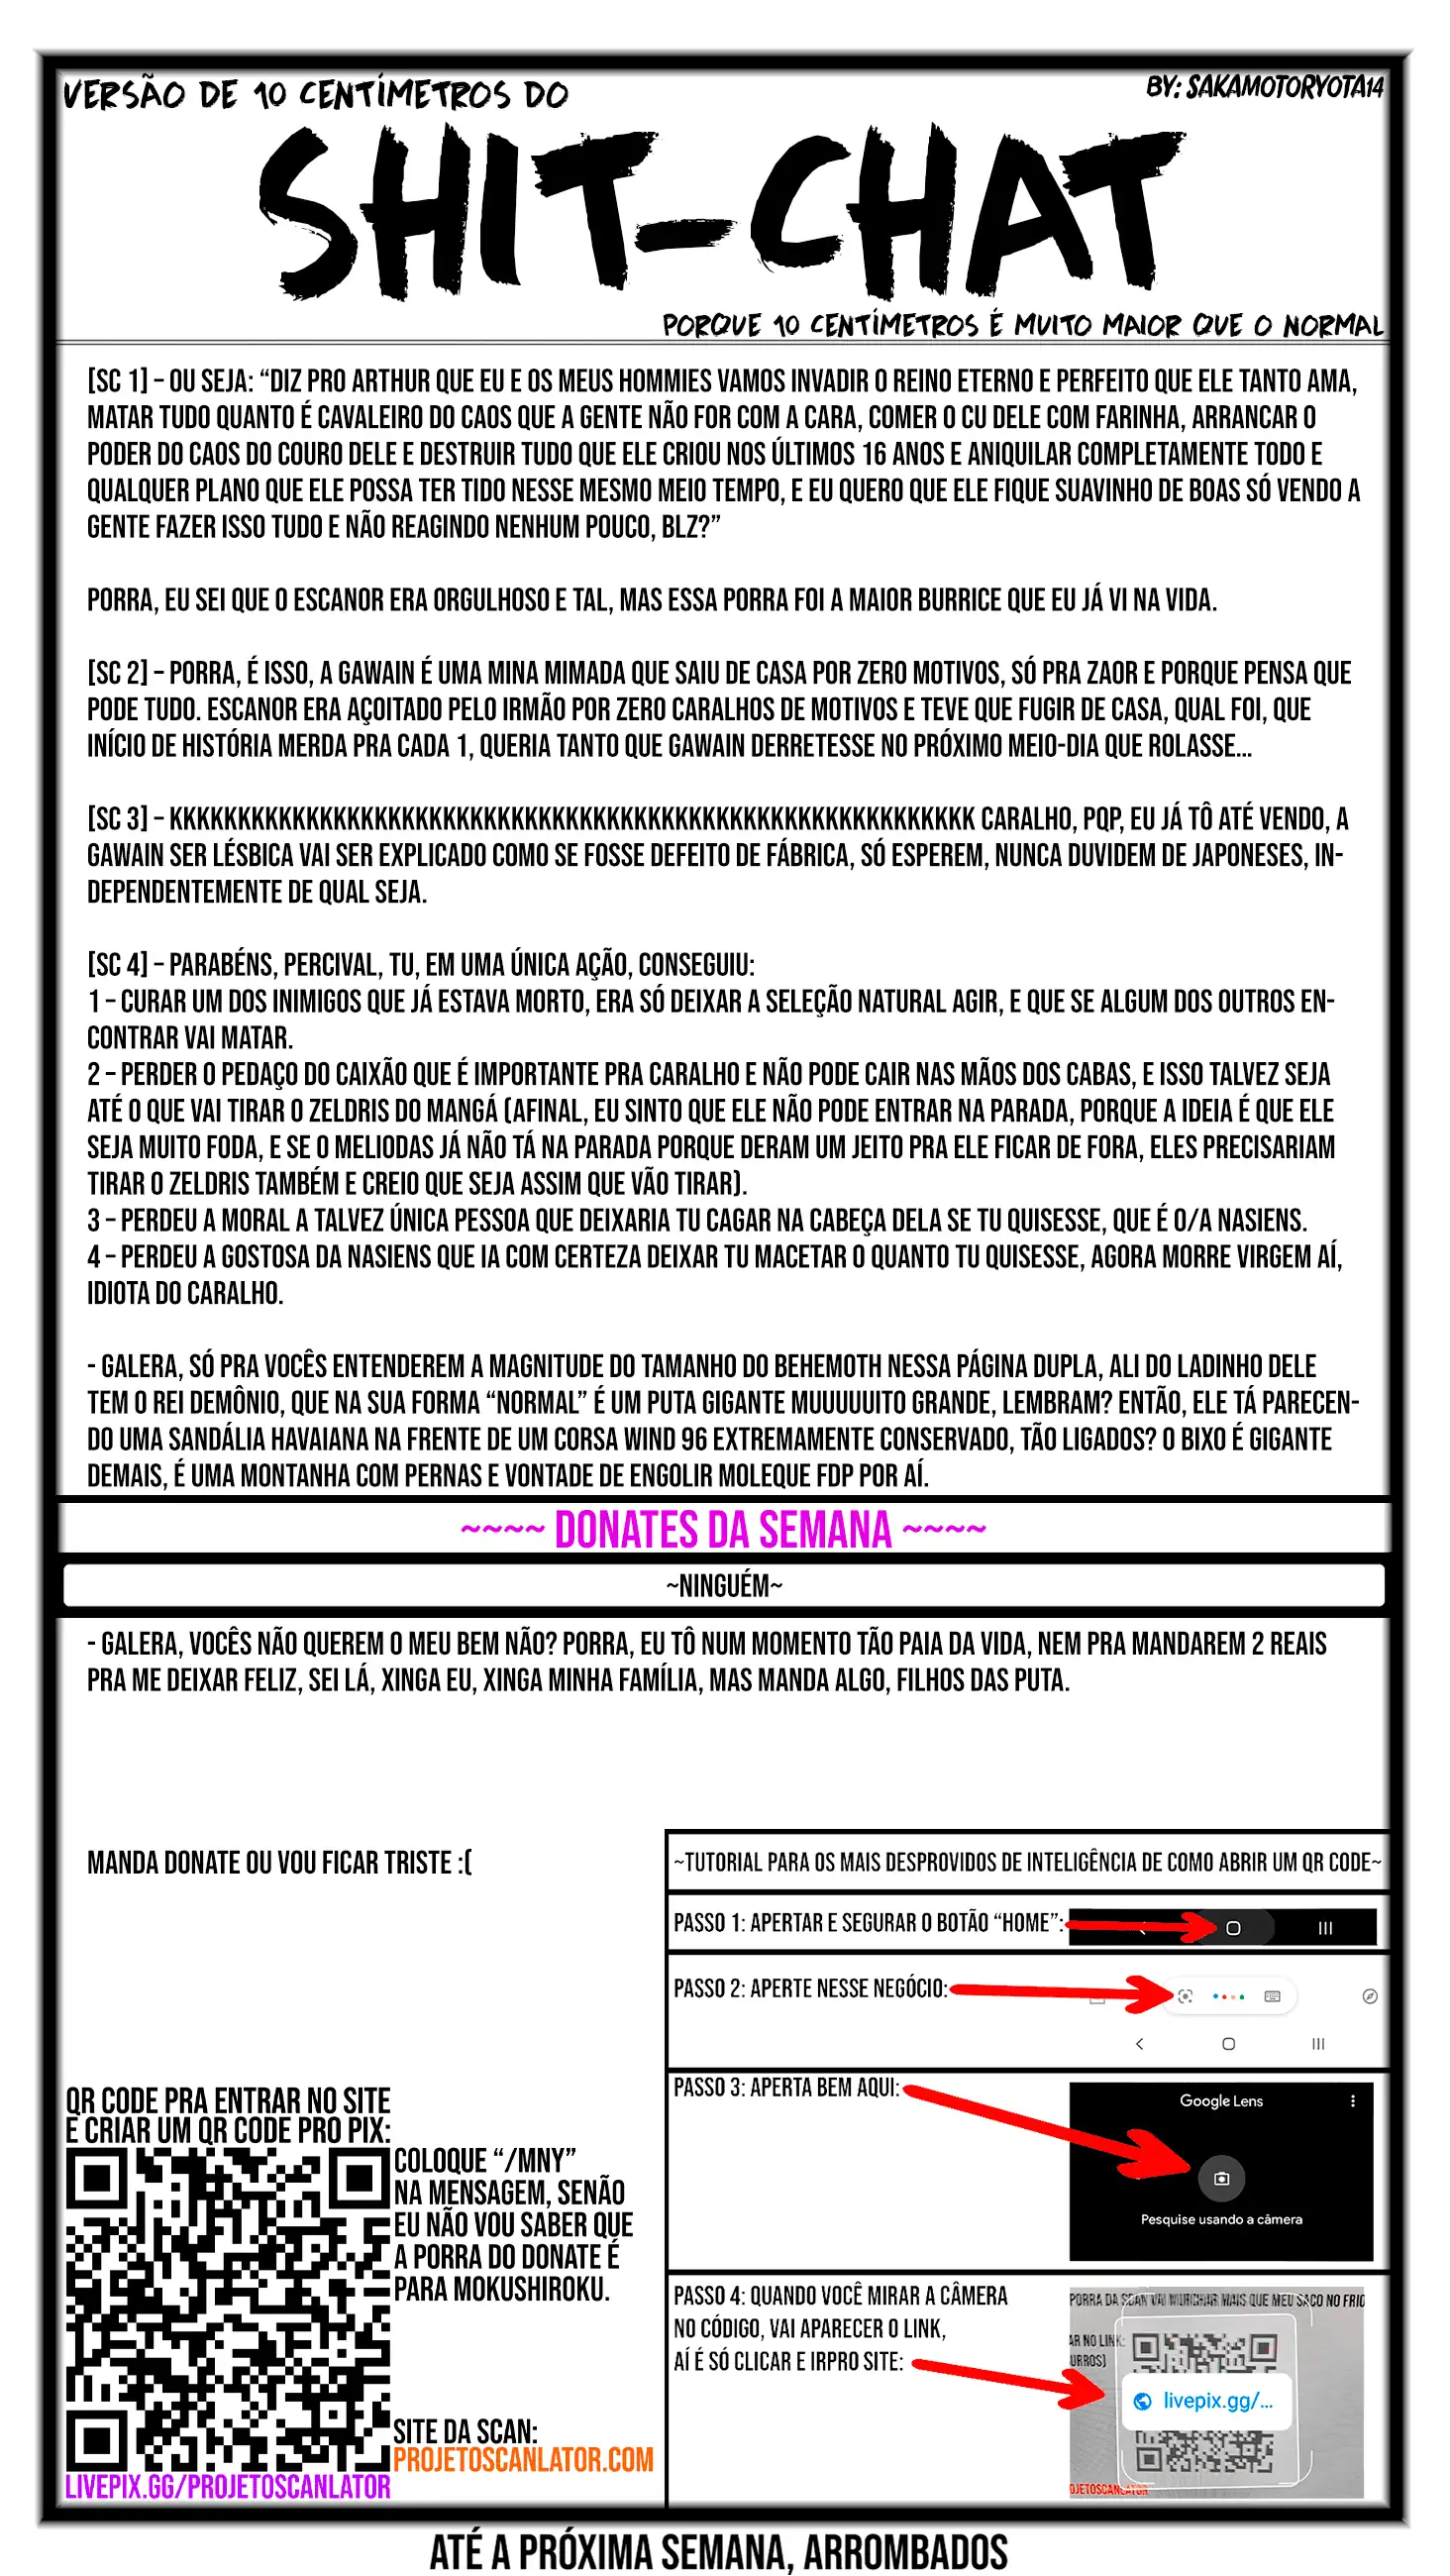 VERSÃO DE 10 CENTÍMETROS DO
BY: SAKAMOTORYOTA14
SHIT-CHAT
PORQUE 10 CENTÍMETROS É MUITO MAIOR QUE O NORMAL
[SC 1] – OU SEJA: “DIZ PRO ARTHUR QUE EU E OS MEUS HOMMIES VAMOS INVADIR O REINO ETERNO E PERFEITO QUE ELE TANTO AMA,
MATAR TUDO QUANTO É CAVALEIRO DO CAOS QUE A GENTE NÃO FOR COM A CARA, COMER O CU DELE COM FARINHA, ARRANCAR O
PODER DO CAOS DO COURO DELE E DESTRUIR TUDO QUE ELE CRIOU NOS ÚLTIMOS 16 ANOS E ANIQUILAR COMPLETAMENTE TODO E
QUALQUER PLANO QUE ELE POSSA TER TIDO NESSE MESMO MEIO TEMPO, E EU QUERO QUE ELE FIQUE SUAVINHO DE BOAS SÓ VENDO A
GENTE FAZER ISSO TUDO E NÃO REAGINDO NENHUM POUCO, BLZ?”
PORRA, EU SEI QUE O ESCANOR ERA ORGULHOSO E TAL, MAS ESSA PORRA FOI A MAIOR BURRICE QUE EU JÁ VI NA VIDA.
[SC 2] – PORRA, É ISSO, A GAWAIN É UMA MINA MIMADA QUE SAIU DE CASA POR ZERO MOTIVOS, SÓ PRA ZAOR E PORQUE PENSA QUE
PODE TUDO. ESCANOR ERA AÇOITADO PELO IRMÃO POR ZERO CARALHOS DE MOTIVOS E TEVE QUE FUGIR DE CASA, QUAL FOI, QUE
INÍCIO DE HISTÓRIA MERDA PRA CADA 1, QUERIA TANTO QUE GAWAIN DERRETESSE NO PRÓXIMO MEIO-DIA QUE ROLASSE...
[SC 3] – KKKKKKKKKKKKKKKKKKKKKKKKKKKKKKKKKKKKKKKKKKKKKKKKKKKKKKKKKKK CARALHO, PQP, EU JÁ TÔ ATÉ VENDO, A
GAWAIN SER LÉSBICA VAI SER EXPLICADO COMO SE FOSSE DEFEITO DE FÁBRICA, SÓ ESPEREM, NUNCA DUVIDEM DE JAPONESES, IN-
DEPENDENTEMENTE DE QUAL SEJA.
[SC 4] – PARABÉNS, PERCIVAL, TU, EM UMA ÚNICA AÇÃO, CONSEGUIU:
1 – CURAR UM DOS INIMIGOS QUE JÁ ESTAVA MORTO, ERA SÓ DEIXAR A SELEÇÃO NATURAL AGIR, E QUE SE ALGUM DOS OUTROS EN-
CONTRAR VAI MATAR.
2 – PERDER O PEDAÇO DO CAIXÃO QUE É IMPORTANTE PRA CARALHO E NÃO PODE CAIR NAS MÃOS DOS CABAS, E ISSO TALVEZ SEJA
ATÉ O QUE VAI TIRAR O ZELDRIS DO MANGÁ (AFINAL, EU SINTO QUE ELE NÃO PODE ENTRAR NA PARADA, PORQUE A IDEIA É QUE ELE
SEJA MUITO FODA, E SE O MELIODAS JÁ NÃO TÁ NA PARADA PORQUE DERAM UM JEITO PRA ELE FICAR DE FORA, ELES PRECISARIAM
TIRAR O ZELDRIS TAMBÉM E CREIO QUE SEJA ASSIM QUE VÃO TIRAR).
3 – PERDEU A MORAL A TALVEZ ÚNICA PESSOA QUE DEIXARIA TU CAGAR NA CABEÇA DELA SE TU QUISESSE, QUE É O/A NASIENS.
4 – PERDEU A GOSTOSA DA NASIENS QUE IA COM CERTEZA DEIXAR TU MACETAR O QUANTO TU QUISESSE, AGORA MORRE VIRGEM AÍ,
IDIOTA DO CARALHO.
- GALERA, SÓ PRA VOCÊS ENTENDEREM A MAGNITUDE DO TAMANHO DO BEHEMOTH NESSA PÁGINA DUPLA, ALI DO LADINHO DELE
TEM O REI DEMÔNIO, QUE NA SUA FORMA “NORMAL” É UM PUTA GIGANTE MUUUUUITO GRANDE, LEMBRAM? ENTÃO, ELE TÁ PARECEN-
DO UMA SANDÁLIA HAVAIANA NA FRENTE DE UM CORSA WIND 96 EXTREMAMENTE CONSERVADO, TÃO LIGADOS? O BIXO É GIGANTE
DEMAIS, É UMA MONTANHA COM PERNAS E VONTADE DE ENGOLIR MOLEQUE FDP POR AÍ.
~~~~ DONATES DA SEMANA ~~~~
~NINGUÉM~
- GALERA, VOCÊS NÃO QUEREM O MEU BEM NÃO? PORRA, EU TÔ NUM MOMENTO TÃO PAIA DA VIDA, NEM PRA MANDAREM 2 REAIS
PRA ME DEIXAR FELIZ, SEI LÁ, XINGA EU, XINGA MINHA FAMÍLIA, MAS MANDA ALGO, FILHOS DAS PUTA.
MANDA DONATE OU VOU FICAR TRISTE :(
~TUTORIAL PARA OS MAIS DESPROVIDOS DE INTELIGÊNCIA DE COMO ABRIR UM QR CODE~
PASSO 1: APERTAR E SEGURAR O BOTÃO “HOME”:
PASSO 2: APERTE NESSE NEGÓCIO:
PASSO 3: APERTA BEM AQUI:
Google Lens
Pesquise usando a câmera
QR CODE PRA ENTRAR NO SITE
E CRIAR UM QR CODE PRO PIX:
COLOQUE “/MNY”
NA MENSAGEM, SENÃO
EU NÃO VOU SABER QUE
A PORRA DO DONATE É
PARA MOKUSHIROKU.
SITE DA SCAN:
PROJETOSCANLATOR.COM
LIVEPIX.GG/PROJETOSCANLATOR
PASSO 4: QUANDO VOCÊ MIRAR A CÂMERA
NO CÓDIGO, VAI APARECER O LINK,
AÍ É SÓ CLICAR E IRPRO SITE:
PORRA DA SCAN VAI MURCHAR MAIS QUE MEU SACO NO FRIO
AR NO LINK:
URROS)
livepix.gg/...
OJETOSCANLATOR
ATÉ A PRÓXIMA SEMANA, ARROMBADOS